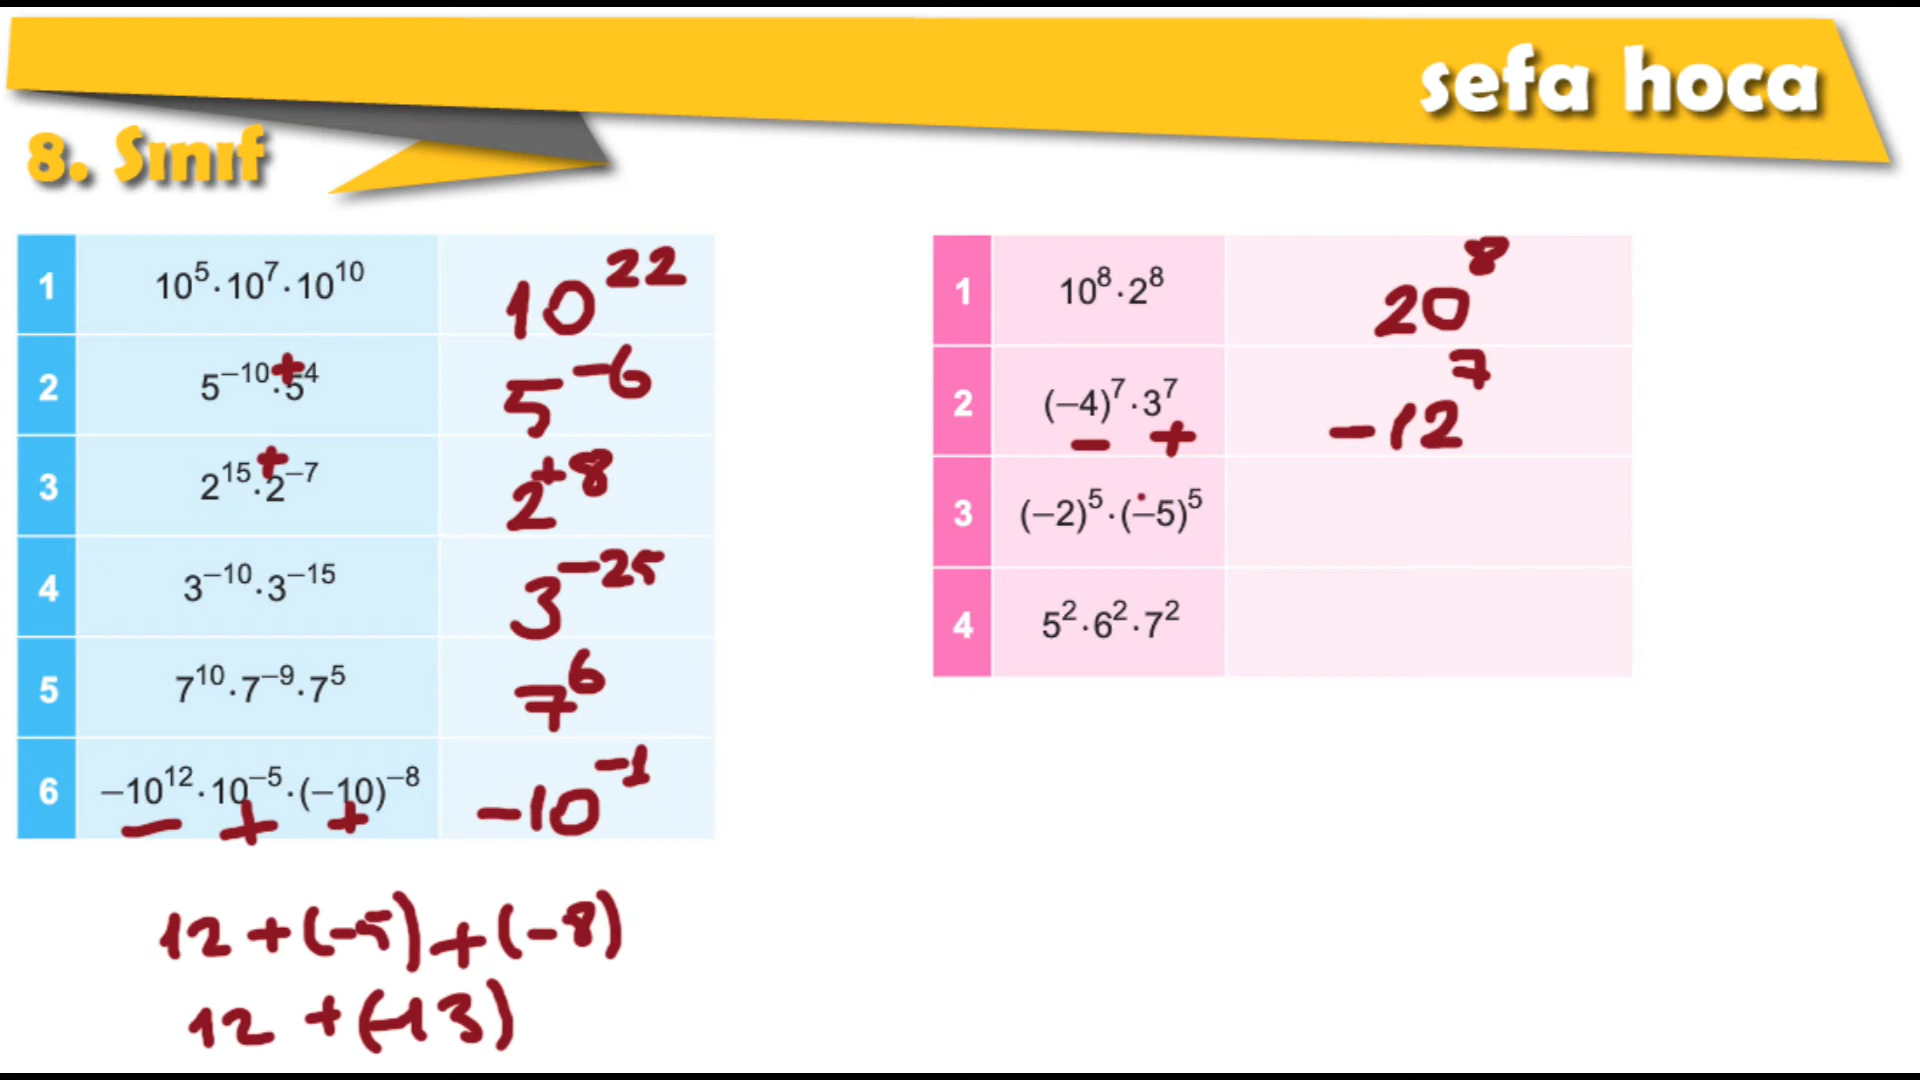 sefa hoca
8. Sınıf
1 10⁵·10⁷·10¹⁰ 10²²
2 5⁻¹⁰·5⁴ + 5⁻⁶
3 2¹⁵·2⁻⁷ + 2⁺⁸
4 3⁻¹⁰·3⁻¹⁵ 3⁻²⁵
5 7¹⁰·7⁻⁹·7⁵ 7⁶
6 −10¹²·10⁻⁵·(−10)⁻⁸ −10⁻¹
− + +
12 + (−5) + (−8)
12 + (−13)
1 10⁸·2⁸ 20⁸
2 (−4)⁷·3⁷ −12⁷
− +
3 (−2)⁵·(−5)⁵
4 5²·6²·7²